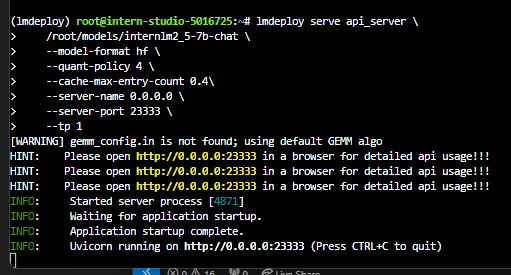 (lmdeploy) root@intern-studio-5016725:~# lmdeploy serve api_server \
> /root/models/internlm2_5-7b-chat \
> --model-format hf \
> --quant-policy 4 \
> --cache-max-entry-count 0.4\
> --server-name 0.0.0.0 \
> --server-port 23333 \
> --tp 1
[WARNING] gemm_config.in is not found; using default GEMM algo
HINT: Please open http://0.0.0.0:23333 in a browser for detailed api usage!!!
HINT: Please open http://0.0.0.0:23333 in a browser for detailed api usage!!!
HINT: Please open http://0.0.0.0:23333 in a browser for detailed api usage!!!
INFO: Started server process [4871]
INFO: Waiting for application startup.
INFO: Application startup complete.
INFO: Uvicorn running on http://0.0.0.0:23333 (Press CTRL+C to quit)
0 16 0 Live Share